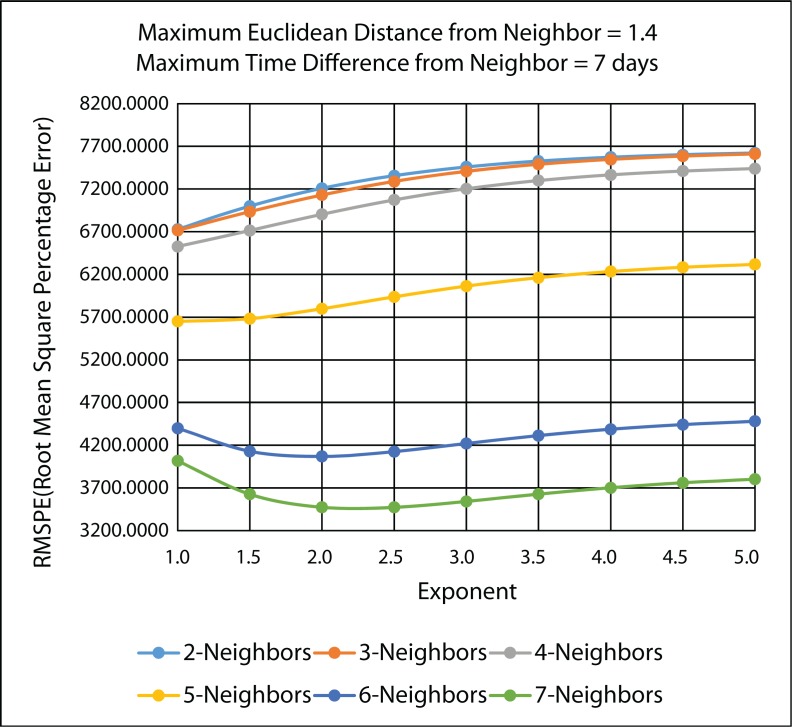 Maximum Euclidean Distance from Neighbor = 1.4
Maximum Time Difference from Neighbor = 7 days
RMSPE(Root Mean Square Percentage Error)
8200.0000
7700.0000
7200.0000
6700.0000
6200.0000
5700.0000
5200.0000
4700.0000
4200.0000
3700.0000
3200.0000
1.0 1.5 2.0 2.5 3.0 3.5 4.0 4.5 5.0
Exponent
2-Neighbors 3-Neighbors 4-Neighbors
5-Neighbors 6-Neighbors 7-Neighbors